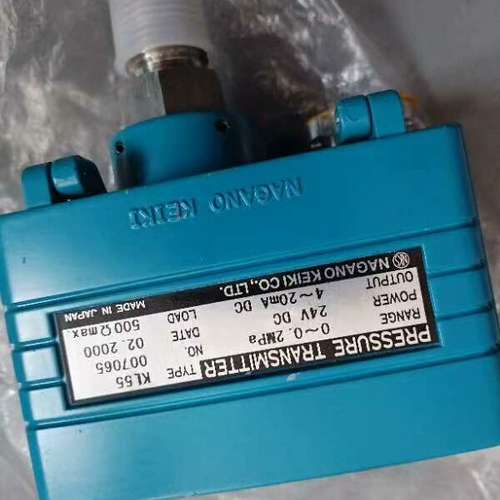 PRESSURE TRANSMITTER TYPE KL55
RANGE 0~0.2MPa NO. 007065
POWER 24V DC DATE 02.2000
OUTPUT 4~20mA DC LOAD 500Ωmax.
NAGANO KEIKI CO.,LTD. MADE IN JAPAN
NAGANO KEIKI